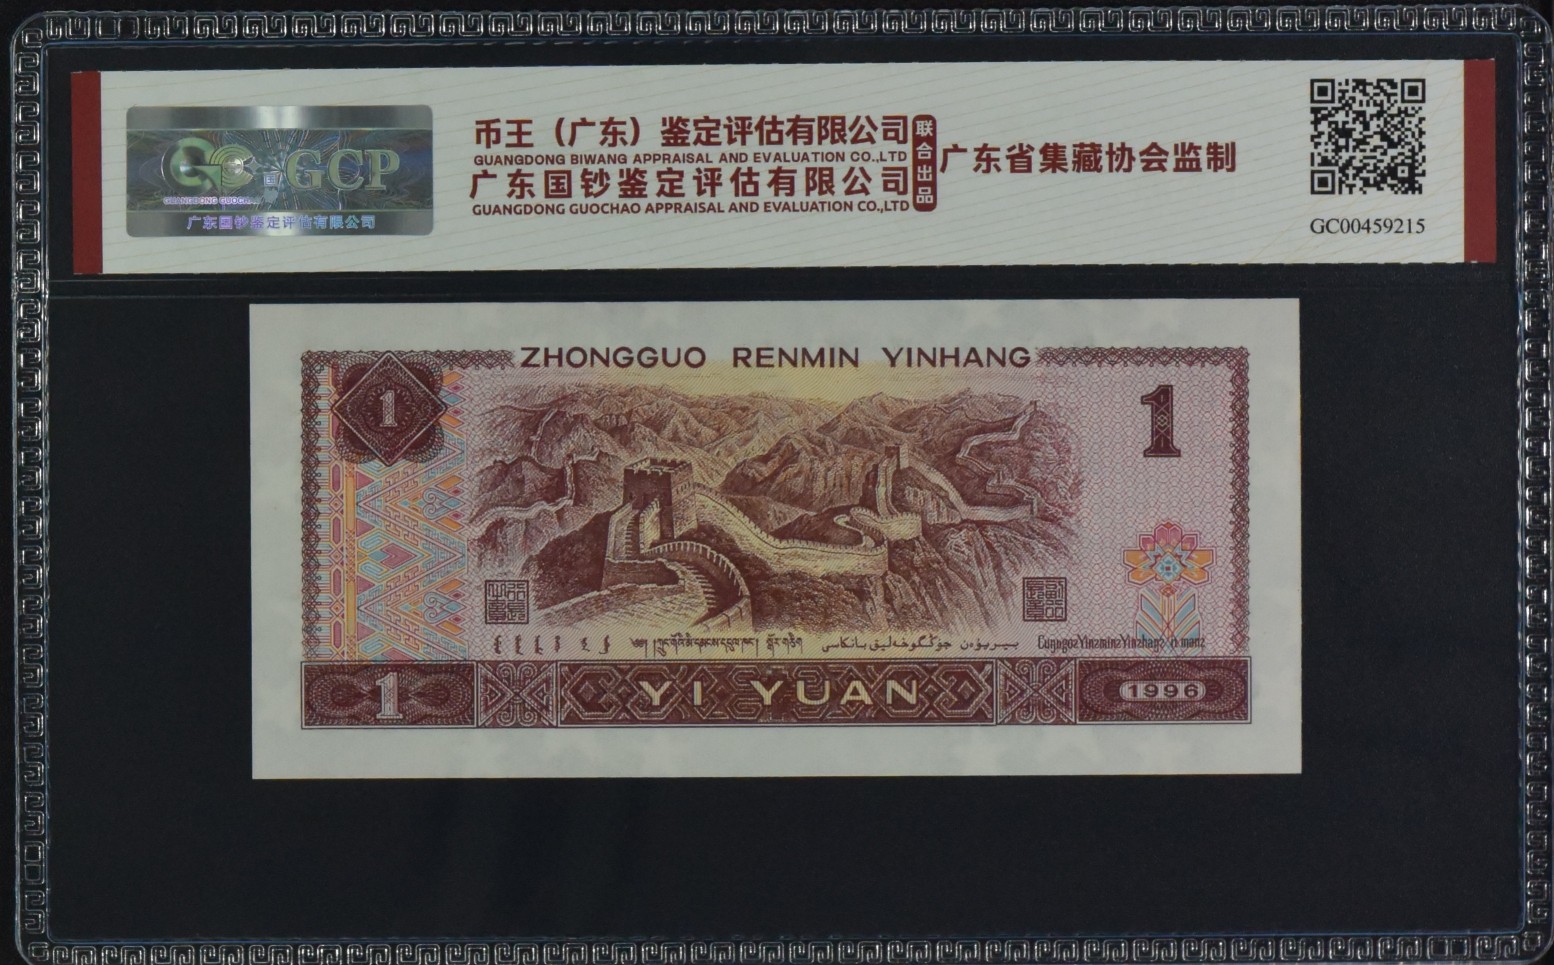 GCP
GUANGDONG GUOCHAO
广东国钞鉴定评估有限公司
币王（广东）鉴定评估有限公司
GUANGDONG BIWANG APPRAISAL AND EVALUATION CO.,LTD
广东国钞鉴定评估有限公司
GUANGDONG GUOCHAO APPRAISAL AND EVALUATION CO.,LTD
联合出品
广东省集藏协会监制
GC00459215
ZHONGGUO RENMIN YINHANG
1
1
1
YI YUAN
1996